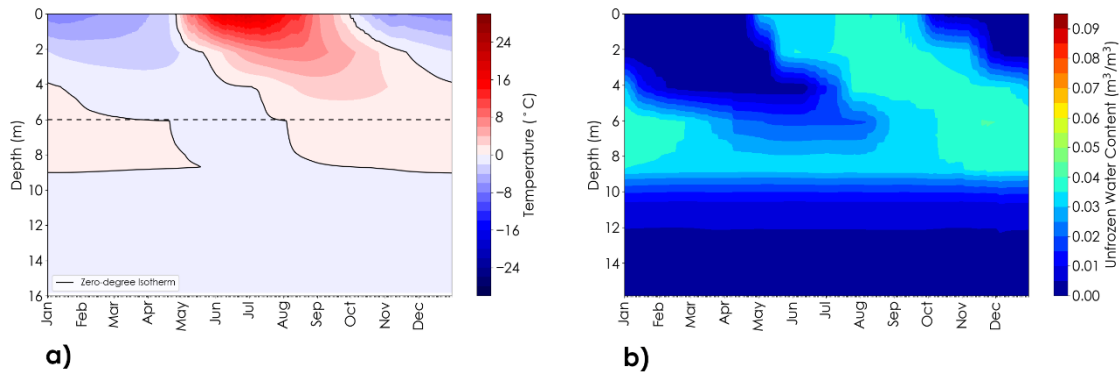 0
2
4
6
8
10
12
14
16
Depth (m)
Zero-degree Isotherm
Jan
Feb
Mar
Apr
May
Jun
Jul
Aug
Sep
Oct
Nov
Dec
24
16
8
0
−8
−16
−24
Temperature (°C)
a)
0
2
4
6
8
10
12
14
Depth (m)
Jan
Feb
Mar
Apr
May
Jun
Jul
Aug
Sep
Oct
Nov
Dec
0.09
0.08
0.07
0.06
0.05
0.04
0.03
0.02
0.01
0.00
Unfrozen Water Content (m³/m³)
b)